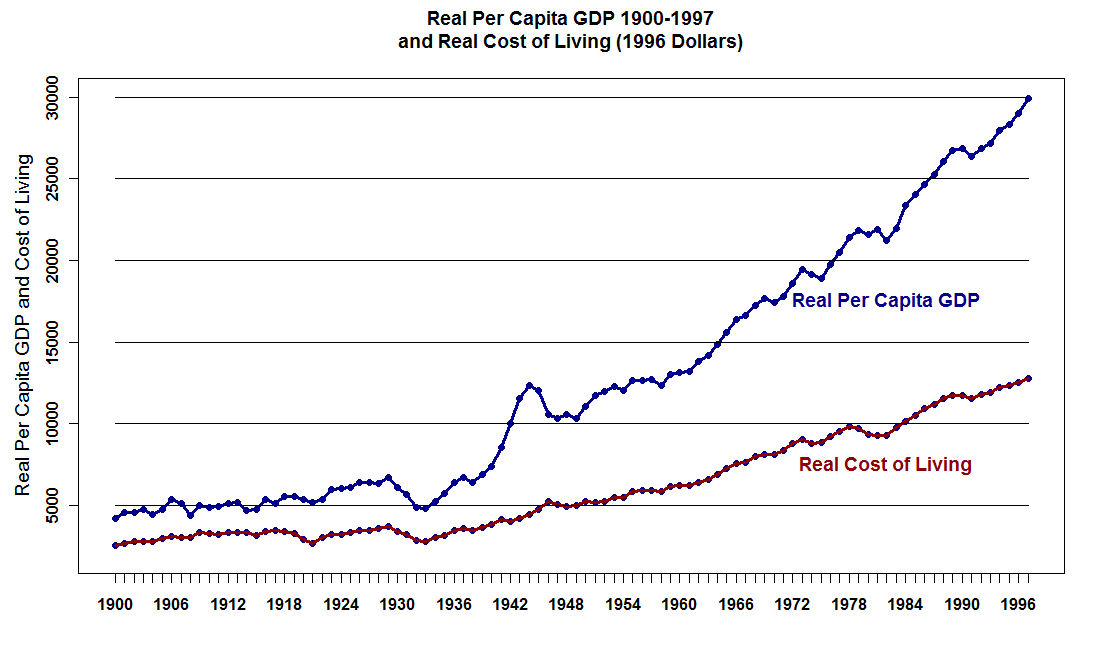 Real Per Capita GDP 1900-1997
and Real Cost of Living (1996 Dollars)
Real Per Capita GDP and Cost of Living
30000
25000
20000
15000
10000
5000
Real Per Capita GDP
Real Cost of Living
1900 1906 1912 1918 1924 1930 1936 1942 1948 1954 1960 1966 1972 1978 1984 1990 1996